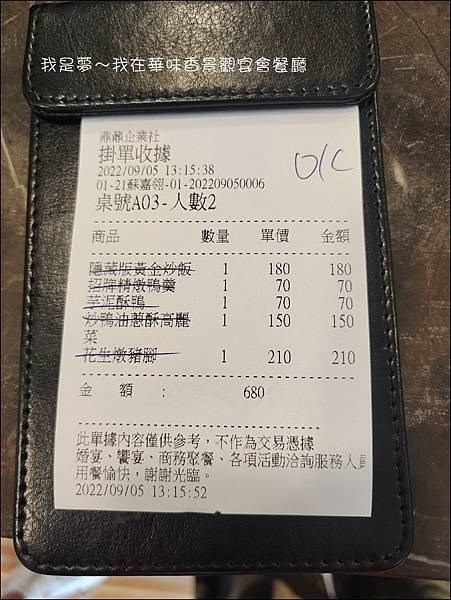 我是夢～我在華味香景觀宴會餐廳
鼎鼐企業社
掛單收據
O/C
2022/09/05 13:15:38
01-21蘇嘉翎-01-202209050006
桌號A03-人數2
商品 數量 單價 金額
隱藏版黃金炒飯 1 180 180
招牌精燉鴨羹 1 70 70
芋泥酥鴨 1 70 70
炒鴨油蔥酥高麗 1 150 150
菜
花生燉豬腳 1 210 210
金 額 : 680
此單據內容僅供參考，不作為交易憑據
婚宴、饗宴、商務聚餐、各項活動洽詢服務人員
用餐愉快，謝謝光臨。
2022/09/05 13:15:52